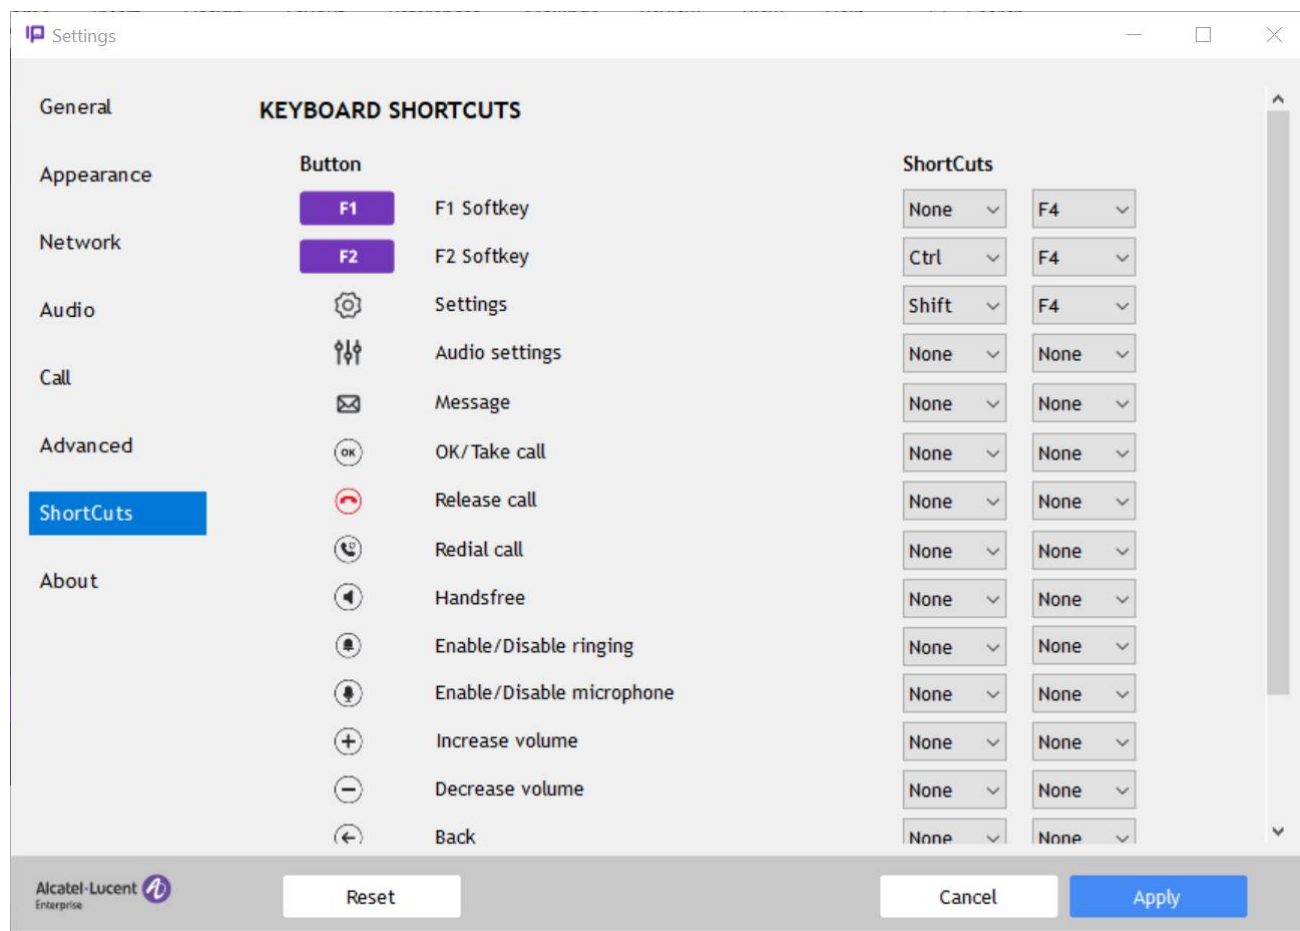 Settings
General
Appearance
Network
Audio
Call
Advanced
ShortCuts
About
KEYBOARD SHORTCUTS
Button ShortCuts
F1 F1 Softkey None F4
F2 F2 Softkey Ctrl F4
Settings Shift F4
Audio settings None None
Message None None
OK OK/Take call None None
Release call None None
Redial call None None
Handsfree None None
Enable/Disable ringing None None
Enable/Disable microphone None None
Increase volume None None
Decrease volume None None
Back None None
Alcatel·Lucent
Enterprise
Reset Cancel Apply